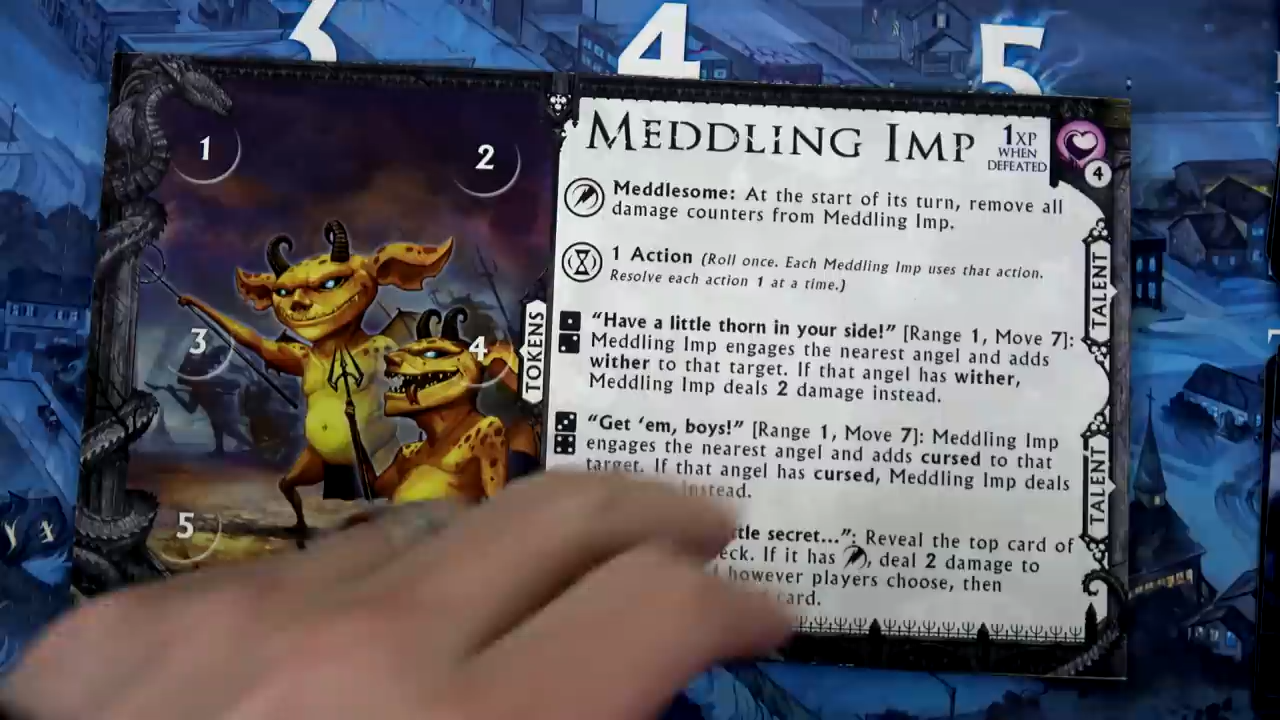 4
5
MEDDLING IMP
1XP
WHEN
DEFEATED
4
1
2
3
4
5
TOKENS
Meddlesome: At the start of its turn, remove all
damage counters from Meddling Imp.
1 Action (Roll once. Each Meddling Imp uses that action.
Resolve each action 1 at a time.)
"Have a little thorn in your side!" [Range 1, Move 7]:
Meddling Imp engages the nearest angel and adds
wither to that target. If that angel has wither,
Meddling Imp deals 2 damage instead.
"Get 'em, boys!" [Range 1, Move 7]: Meddling Imp
engages the nearest angel and adds cursed to that
target. If that angel has cursed, Meddling Imp deals
instead.
secret...": Reveal the top card of
If it has , deal 2 damage to
however players choose, then
card.
TALENT
TALENT